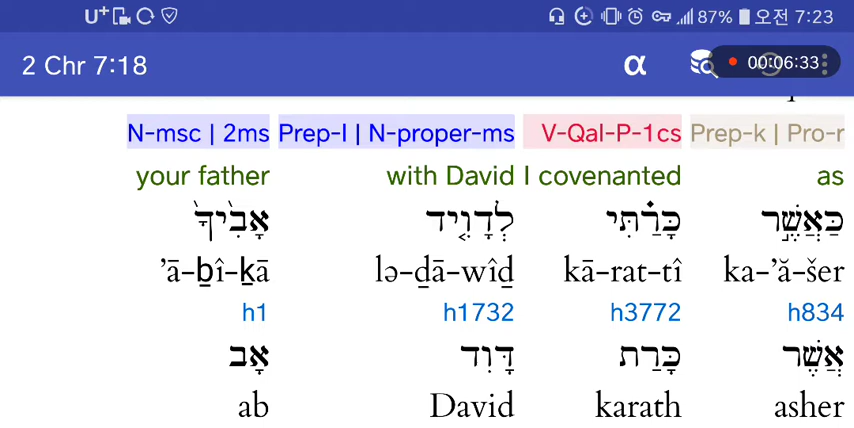 U+ 87% 오전 7:23
2 Chr 7:18 α 00:06:33
N-msc | 2ms Prep-l | N-proper-ms V-Qal-P-1cs Prep-k | Pro-r
your father with David I covenanted as
כַּאֲשֶׁ֣ר כָּרַ֗תִּי לְדָוִ֤יד אָבִ֙יךָ֙
’ā-ḇî-ḵā lə-ḏā-wîḏ kā-rat-tî ka-’ă-šer
h1 h1732 h3772 h834
אֲשֶׁר כָּרַת דָּוִד אָב
ab David karath asher